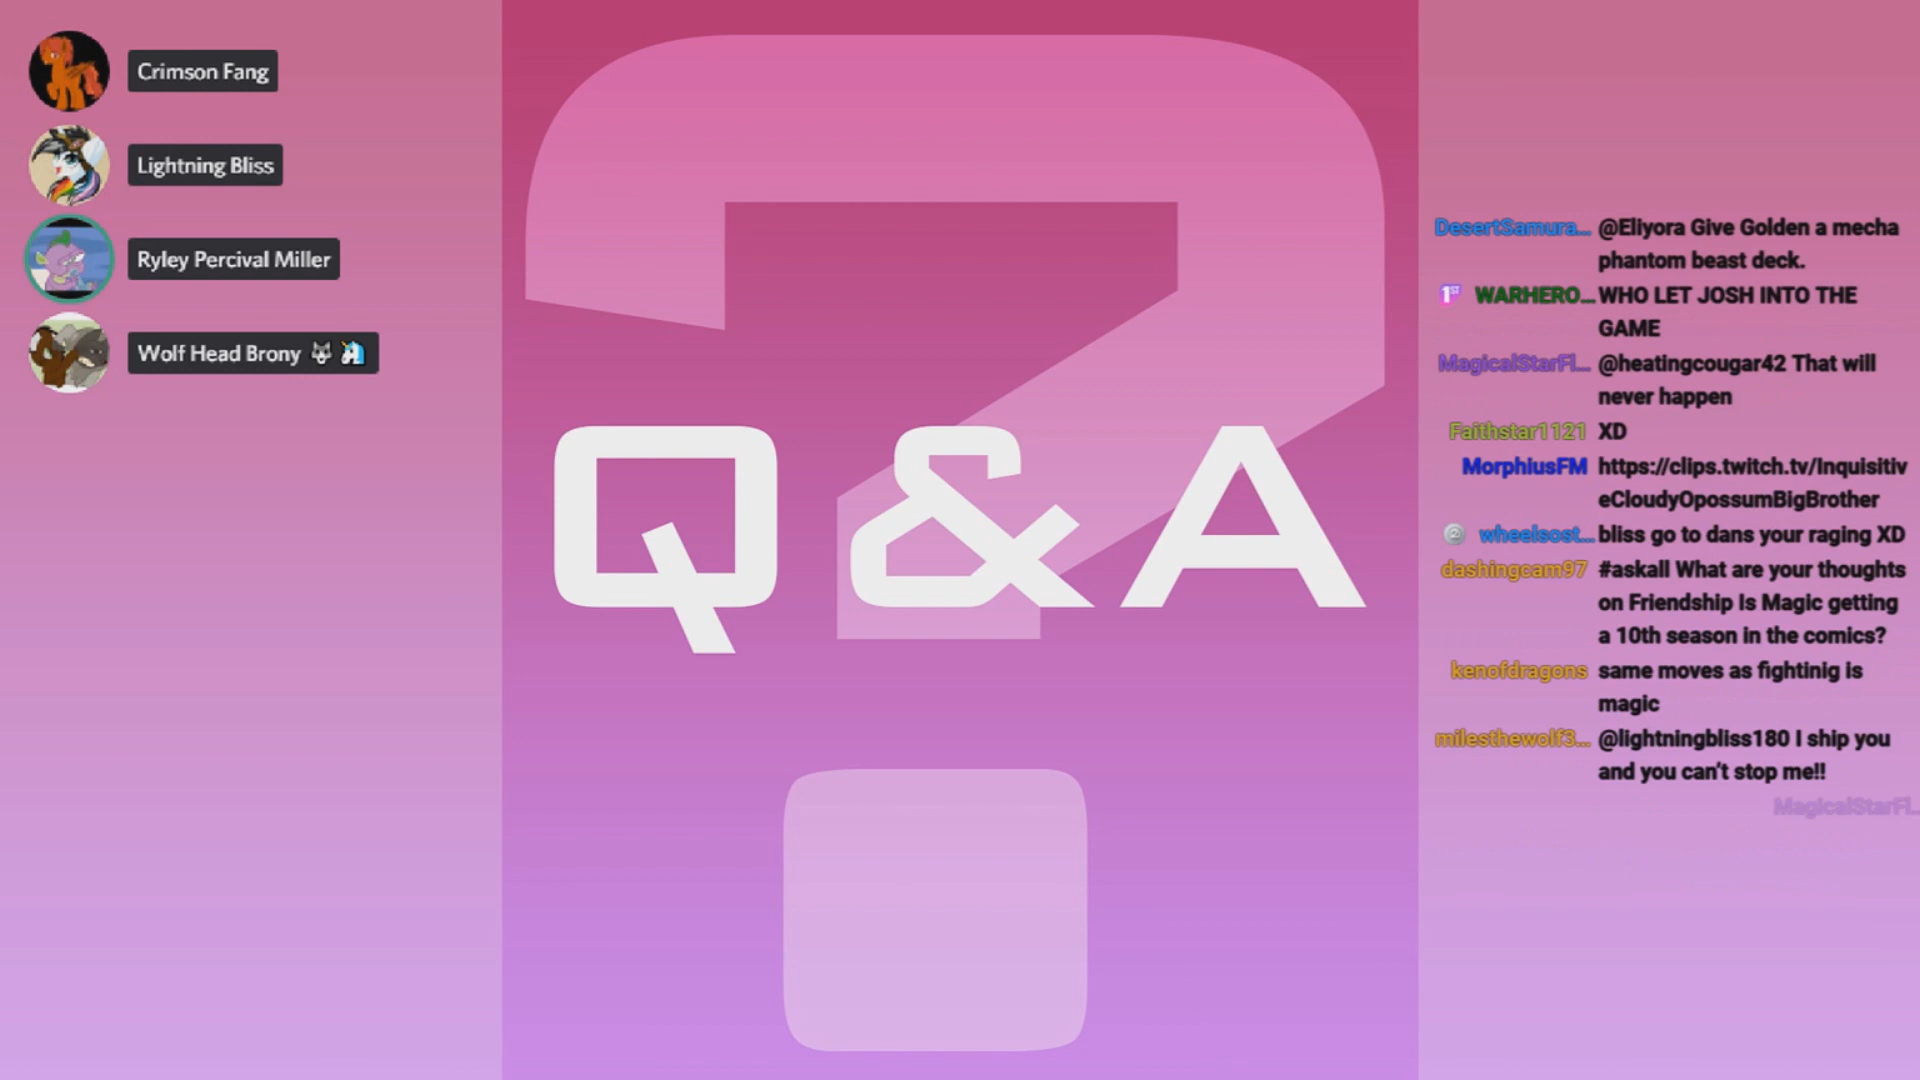 Crimson Fang
Lightning Bliss
Ryley Percival Miller
Wolf Head Brony
Q&A
DesertSamura... @Eliyora Give Golden a mecha
phantom beast deck.
1ST WARHERO... WHO LET JOSH INTO THE
GAME
MagicalStarFl... @heatingcougar42 That will
never happen
Faithstar1121 XD
MorphiusFM https://clips.twitch.tv/Inquisitiv
eCloudyOpossumBigBrother
2 wheelsost... bliss go to dans your raging XD
dashingcam97 #askall What are your thoughts
on Friendship Is Magic getting
a 10th season in the comics?
kenofdragons same moves as fightinig is
magic
milesthewolf3... @lightningbliss180 I ship you
and you can't stop me!!
MagicalStarFl...